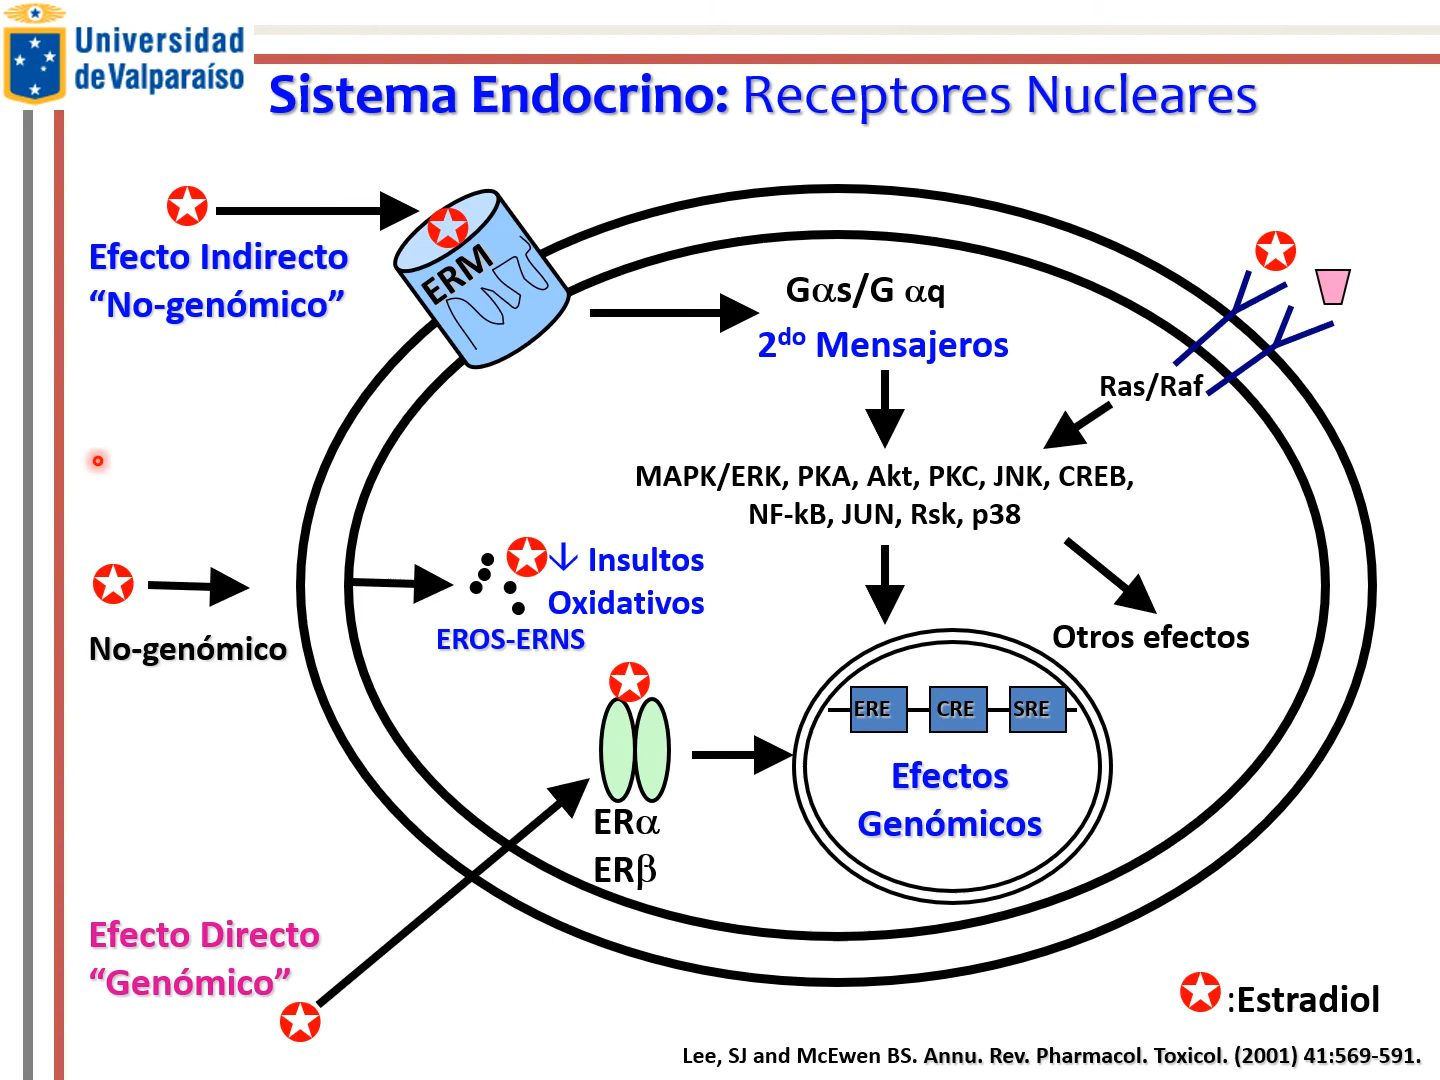 Universidad
de Valparaíso
Sistema Endocrino: Receptores Nucleares
Efecto Indirecto
“No-genómico”
ERM
Gαs/G αq
2do Mensajeros
Ras/Raf
MAPK/ERK, PKA, Akt, PKC, JNK, CREB,
NF-kB, JUN, Rsk, p38
↓ Insultos
Oxidativos
EROS-ERNS
No-genómico
Otros efectos
ERE CRE SRE
Efectos
Genómicos
ERα
ERβ
Efecto Directo
“Genómico”
:Estradiol
Lee, SJ and McEwen BS. Annu. Rev. Pharmacol. Toxicol. (2001) 41:569-591.